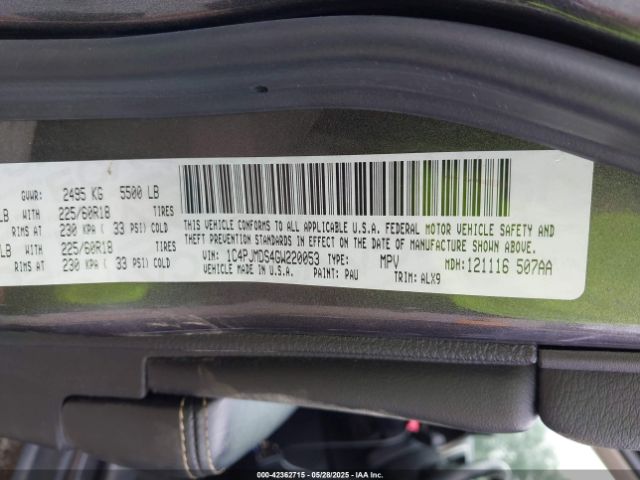 GVWR: 2495 KG 5500 LB
LB WITH 225/60R18 TIRES
RIMS AT 230 KPA ( 33 PSI) COLD
LB WITH 225/60R18 TIRES
RIMS AT 230 KPA ( 33 PSI) COLD
THIS VEHICLE CONFORMS TO ALL APPLICABLE U.S.A. FEDERAL MOTOR VEHICLE SAFETY AND
THEFT PREVENTION STANDARDS IN EFFECT ON THE DATE OF MANUFACTURE SHOWN ABOVE.
VIN: 1C4PJMDS4GW220053 TYPE: MPV MDH: 121116 507AA
VEHICLE MADE IN U.S.A. PAINT: PAU TRIM: ALX9
000-42362715 - 05/28/2025 - IAA.COM